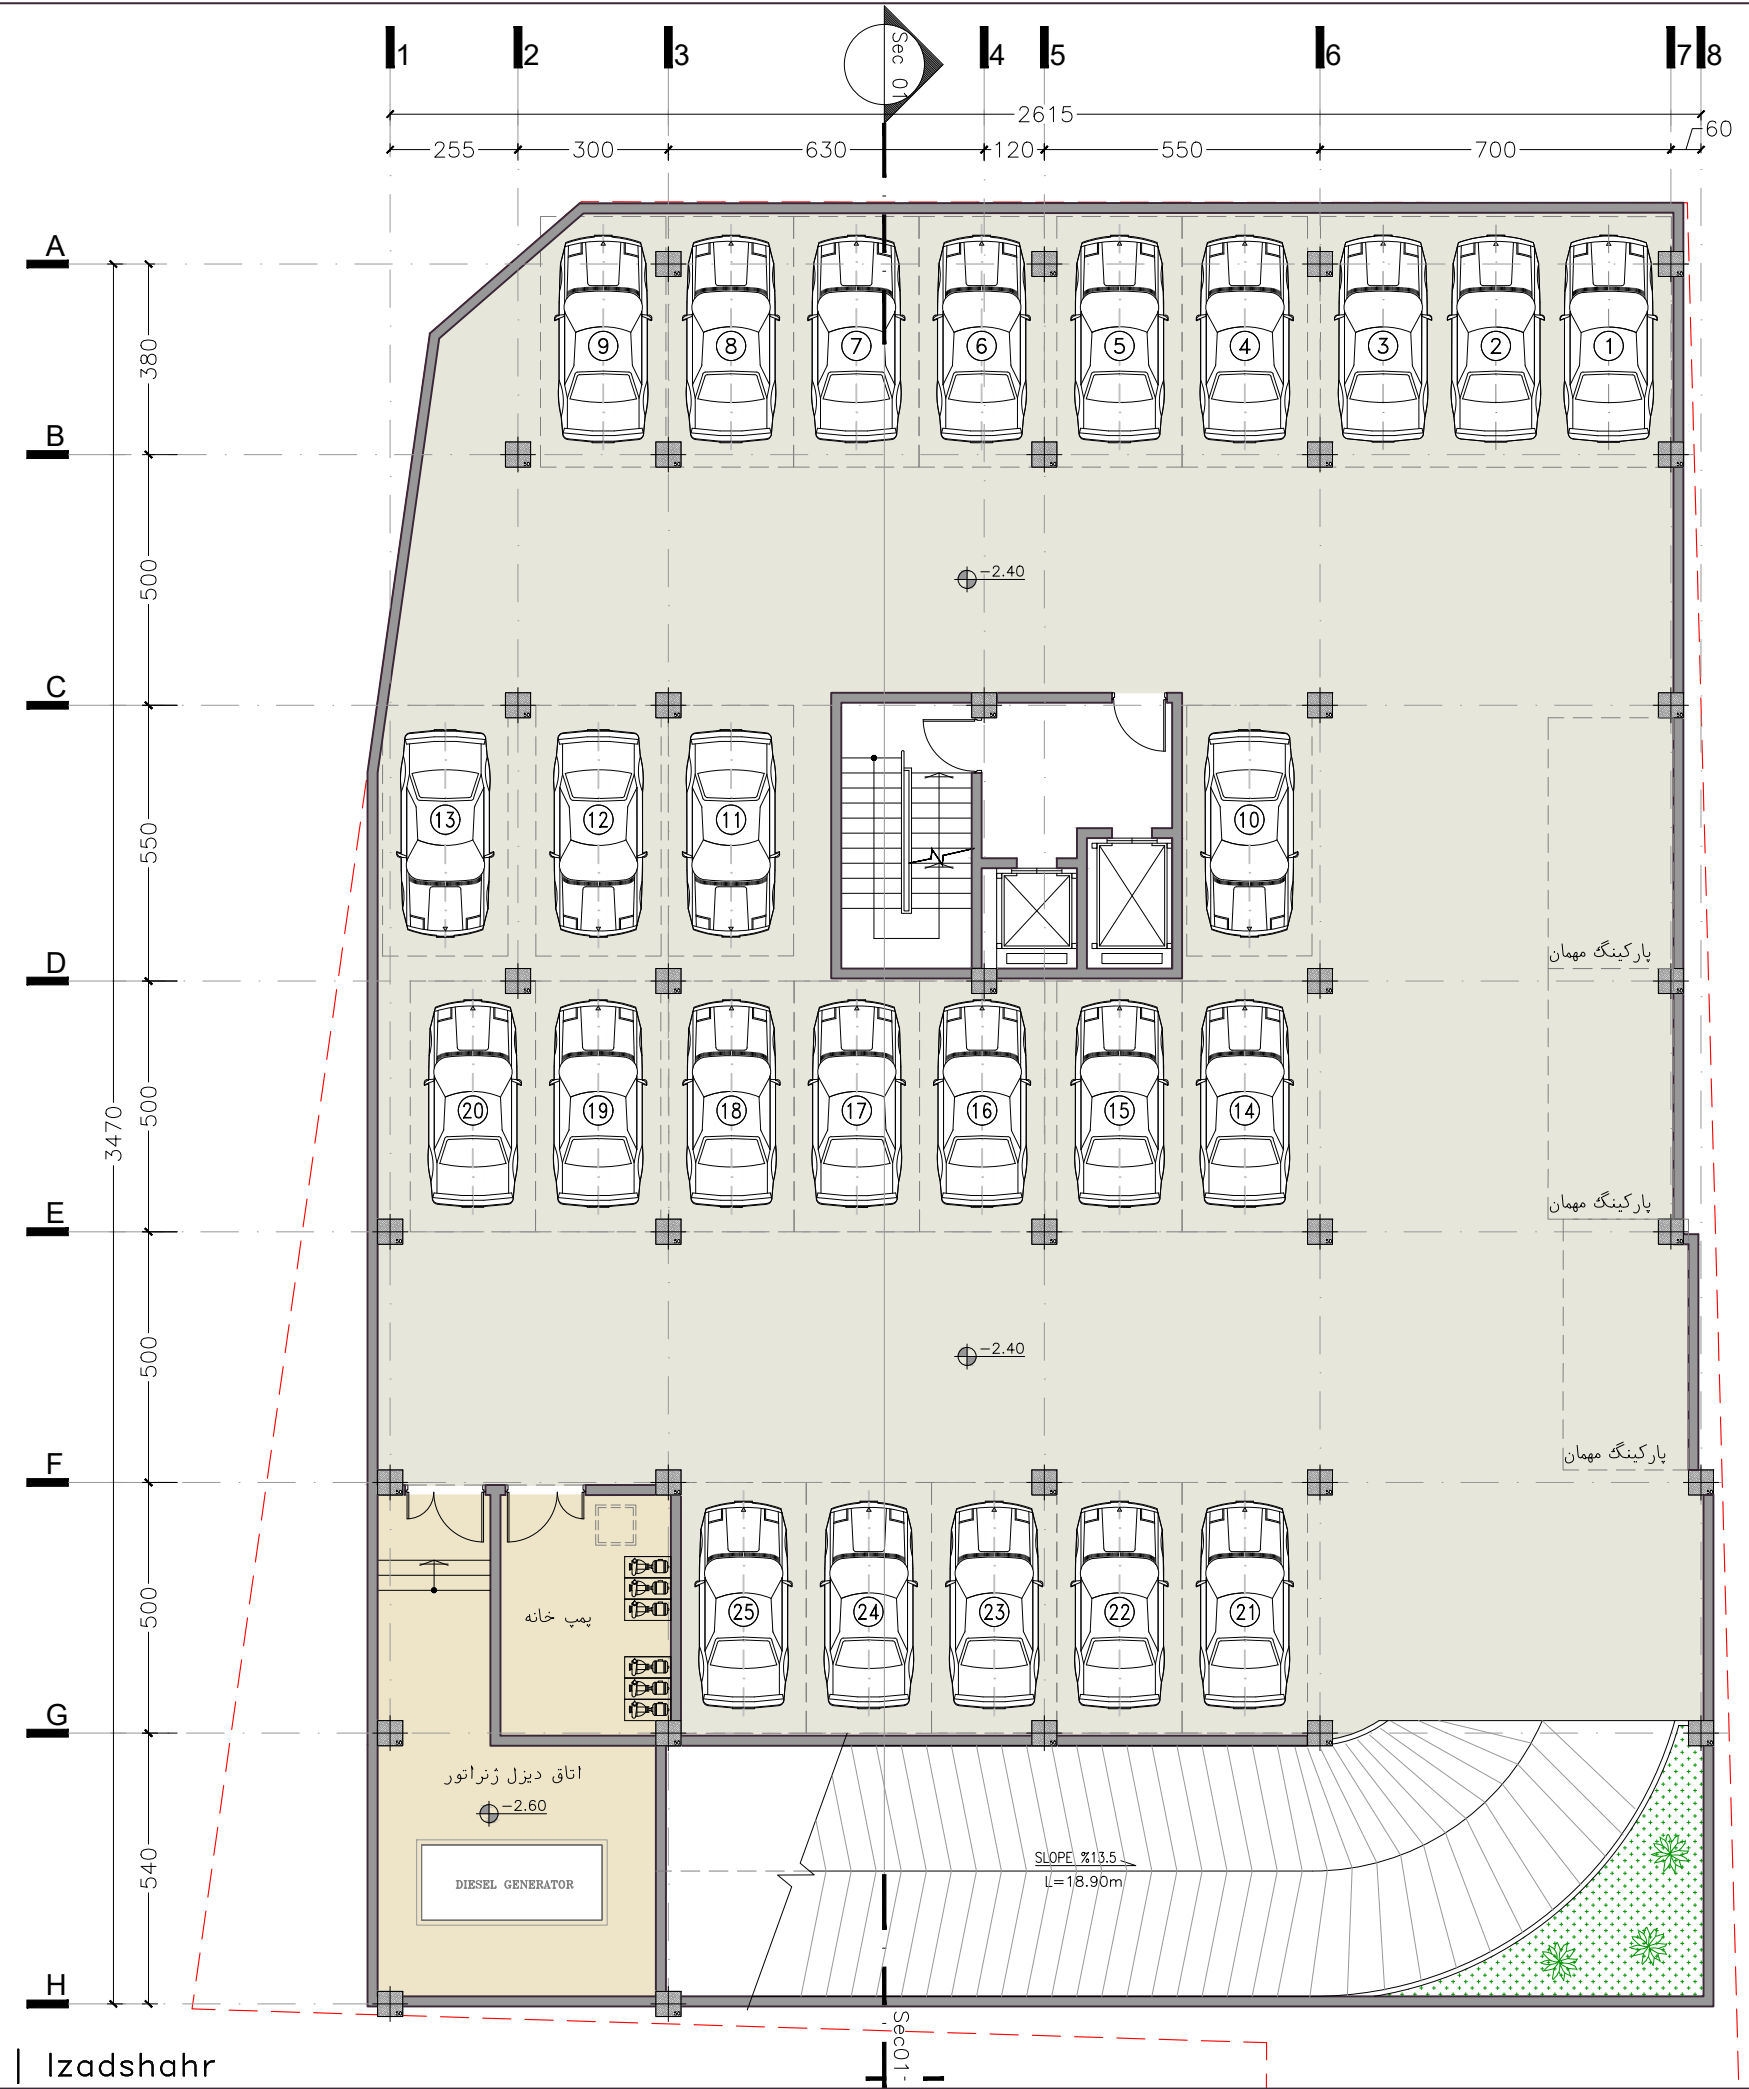 1 2 3 4 5 6 7 8
Sec 01
2615
255 300 630 120 550 700 60
A
B
C
D
E
F
G
H
380
500
550
500
500
500
540
3470
9 8 7 6 5 4 3 2 1
-2.40
13 12 11 10
پارکینگ مهمان
20 19 18 17 16 15 14
پارکینگ مهمان
-2.40
پارکینگ مهمان
پمپ خانه
25 24 23 22 21
اتاق دیزل ژنراتور
-2.60
DIESEL GENERATOR
SLOPE %13.5
L=18.90m
Sec01
| Izadshahr